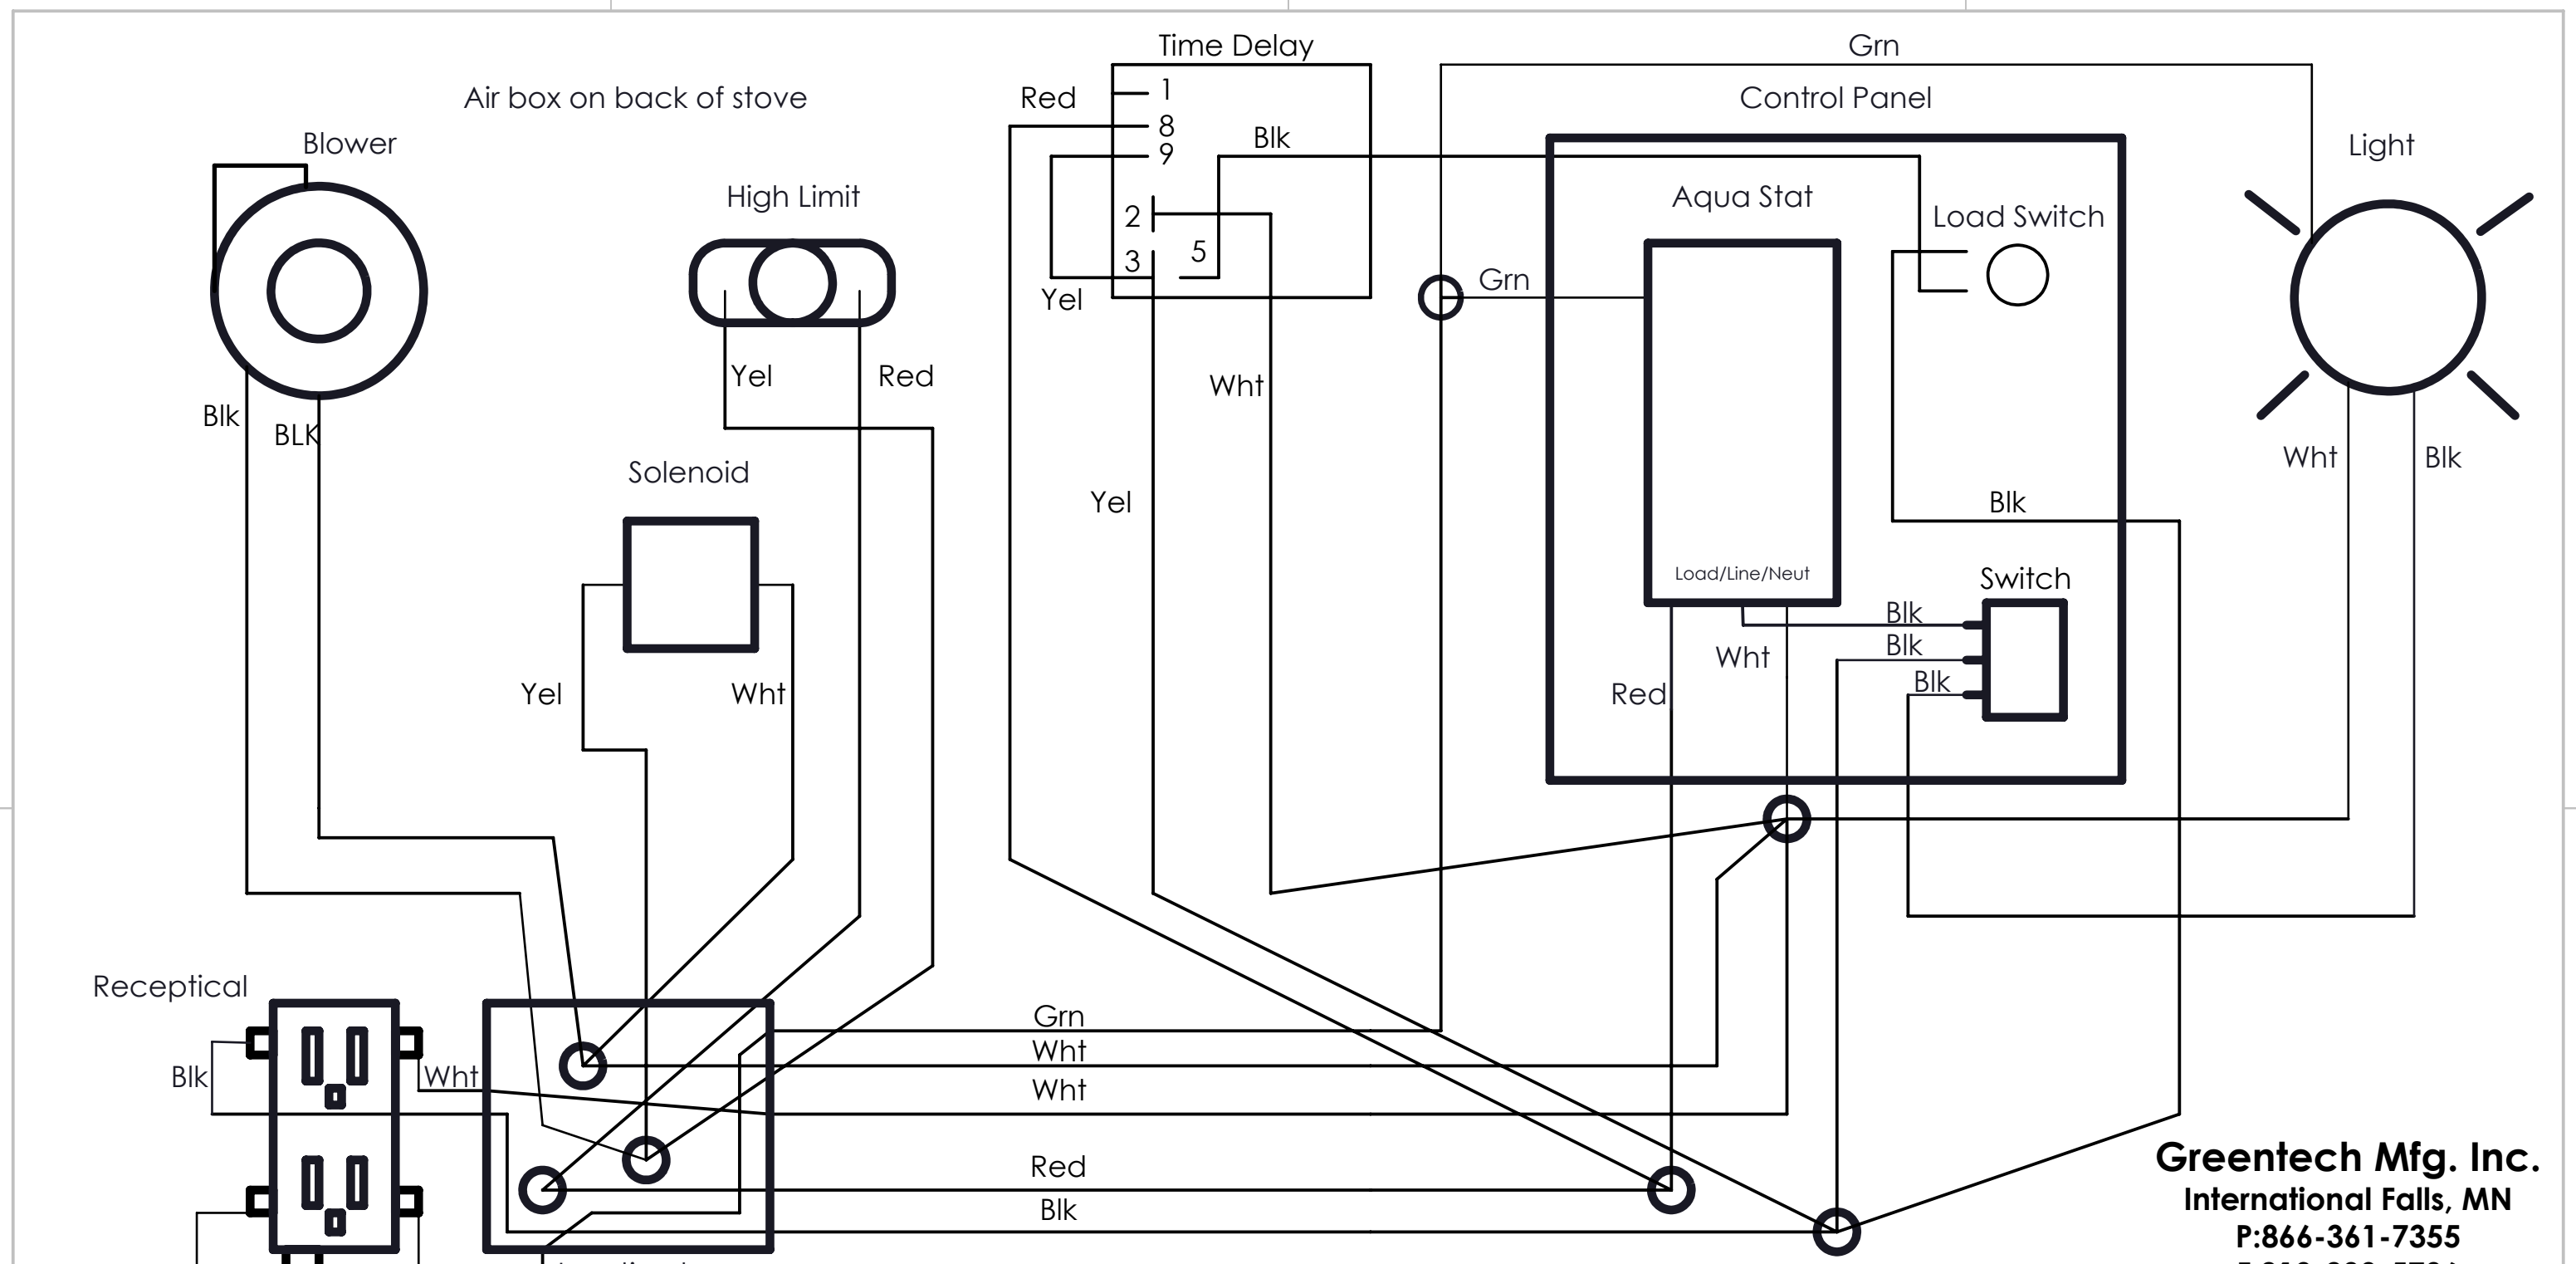 Time Delay
Grn
Air box on back of stove
Red
1
Control Panel
8
Blower
Blk
9
Light
High Limit
Aqua Stat
2
Load Switch
5
3
Grn
Yel
Yel
Red
Wht
Blk
BLK
Wht
Blk
Solenoid
Yel
Blk
Load/Line/Neut
Switch
Blk
Blk
Wht
Blk
Yel
Wht
Red
Receptical
Grn
Wht
Blk
Wht
Wht
Red
Blk
Greentech Mfg. Inc.
International Falls, MN
P:866-361-7355